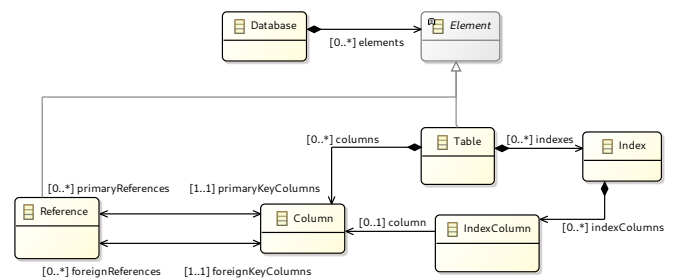 Database
Element
[0..*] elements
[0..*] columns
Table
[0..*] indexes
Index
[0..*] primaryReferences
[1..1] primaryKeyColumns
Reference
Column
[0..1] column
IndexColumn
[0..*] indexColumns
[0..*] foreignReferences
[1..1] foreignKeyColumns